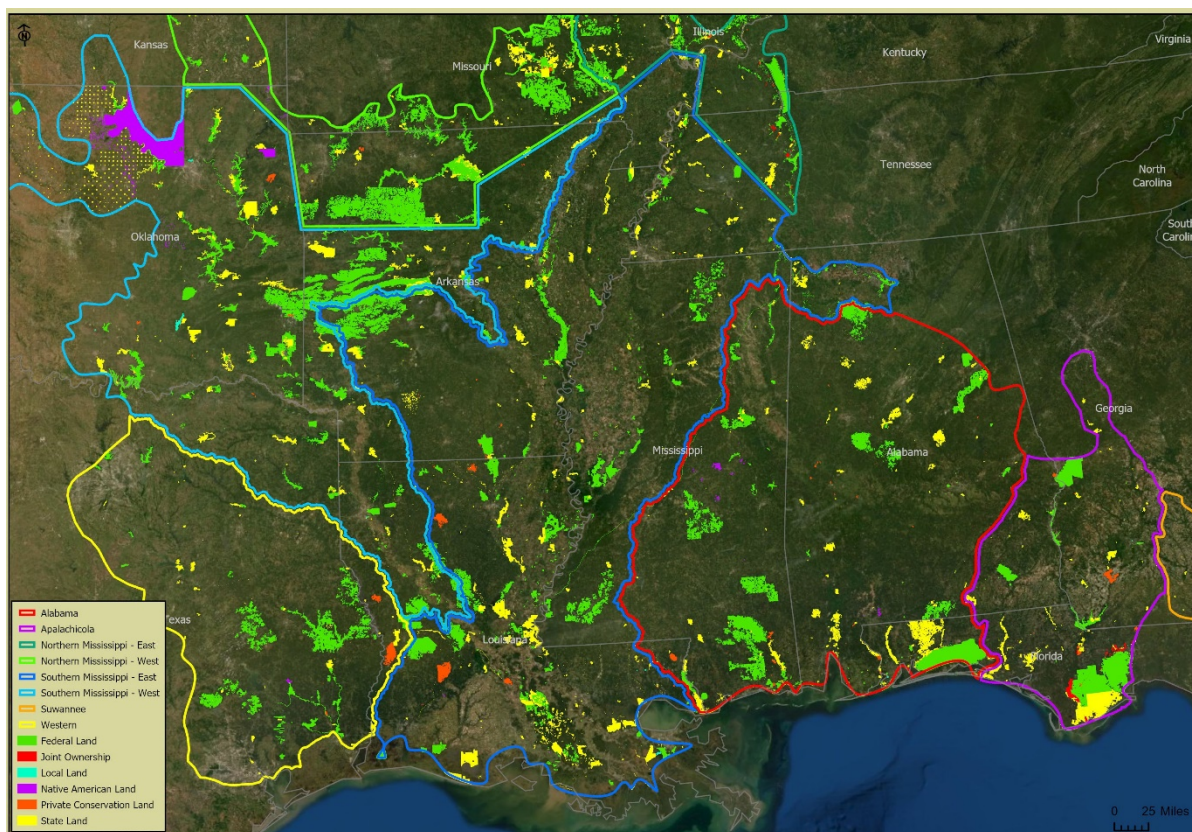 N
Kansas
Missouri
Illinois
Kentucky
Virginia
Tennessee
North
Carolina
South
Carolin
Oklahoma
Arkansas
Mississippi
Alabama
Georgia
Texas
Louisiana
Florida
Alabama
Apalachicola
Northern Mississippi - East
Northern Mississippi - West
Southern Mississippi - East
Southern Mississippi - West
Suwannee
Western
Federal Land
Joint Ownership
Local Land
Native American Land
Private Conservation Land
State Land
0 25 Miles